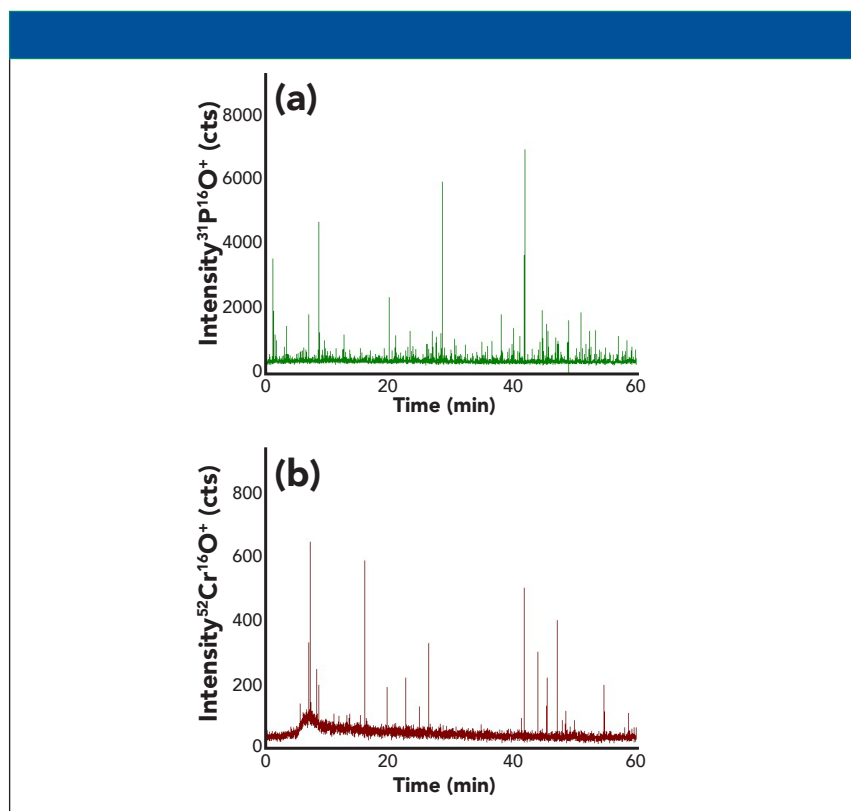 (a)
Intensity³¹P¹⁶O⁺ (cts)
8000
6000
4000
2000
0
0 20 40 60
Time (min)
(b)
Intensity⁵²Cr¹⁶O⁺ (cts)
800
600
400
200
0
0 20 40 60
Time (min)